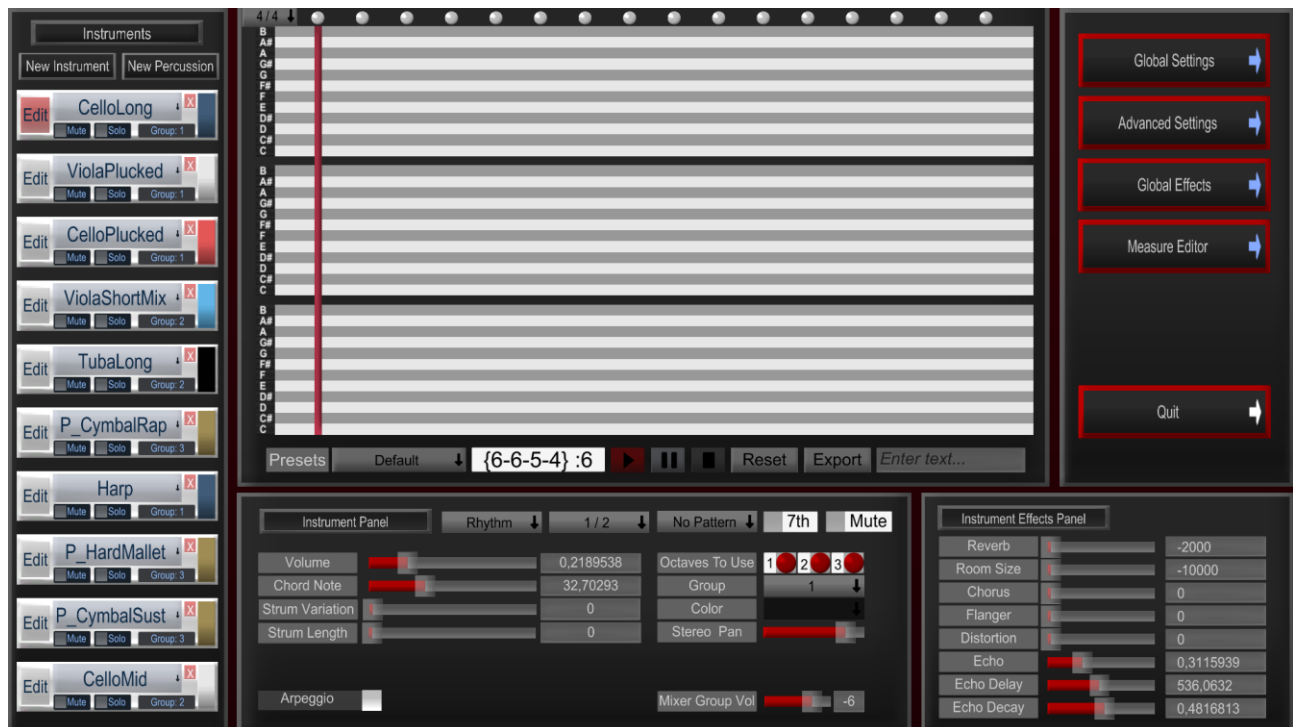 Instruments
New Instrument New Percussion
Edit CelloLong X
Mute Solo Group: 1
Edit ViolaPlucked X
Mute Solo Group: 1
Edit CelloPlucked X
Mute Solo Group: 1
Edit ViolaShortMix X
Mute Solo Group: 2
Edit TubaLong X
Mute Solo Group: 2
Edit P_CymbalRap X
Mute Solo Group: 3
Edit Harp X
Mute Solo Group: 1
Edit P_HardMallet X
Mute Solo Group: 3
Edit P_CymbalSust X
Mute Solo Group: 3
Edit CelloMid X
Mute Solo Group: 2
4/4
B
A#
A
G#
G
F#
F
E
D#
D
C#
C
B
A#
A
G#
G
F#
F
E
D#
D
C#
C
B
A#
A
G#
G
F#
F
E
D#
D
C#
C
Presets Default {6-6-5-4} :6 Reset Export Enter text...
Global Settings
Advanced Settings
Global Effects
Measure Editor
Quit
Instrument Panel Rhythm 1 / 2 No Pattern 7th Mute
Volume 0,2189538 Octaves To Use 1 2 3
Chord Note 32,70293 Group 1
Strum Variation 0 Color
Strum Length 0 Stereo Pan
Arpeggio Mixer Group Vol -6
Instrument Effects Panel
Reverb -2000
Room Size -10000
Chorus 0
Flanger 0
Distortion 0
Echo 0,3115939
Echo Delay 536,0632
Echo Decay 0,4816813